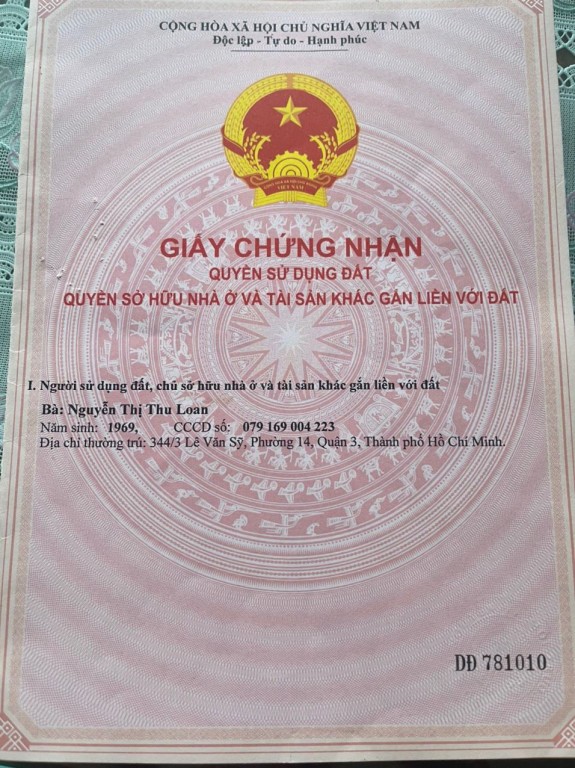 CỘNG HÒA XÃ HỘI CHỦ NGHĨA VIỆT NAM
Độc lập - Tự do - Hạnh phúc
VIỆT NAM
GIẤY CHỨNG NHẬN
QUYỀN SỬ DỤNG ĐẤT
QUYỀN SỞ HỮU NHÀ Ở VÀ TÀI SẢN KHÁC GẮN LIỀN VỚI ĐẤT
I. Người sử dụng đất, chủ sở hữu nhà ở và tài sản khác gắn liền với đất
Bà: Nguyễn Thị Thu Loan
Năm sinh: 1969, CCCD số: 079 169 004 223
Địa chỉ thường trú: 344/3 Lê Văn Sỹ, Phường 14, Quận 3, Thành phố Hồ Chí Minh.
DĐ 781010